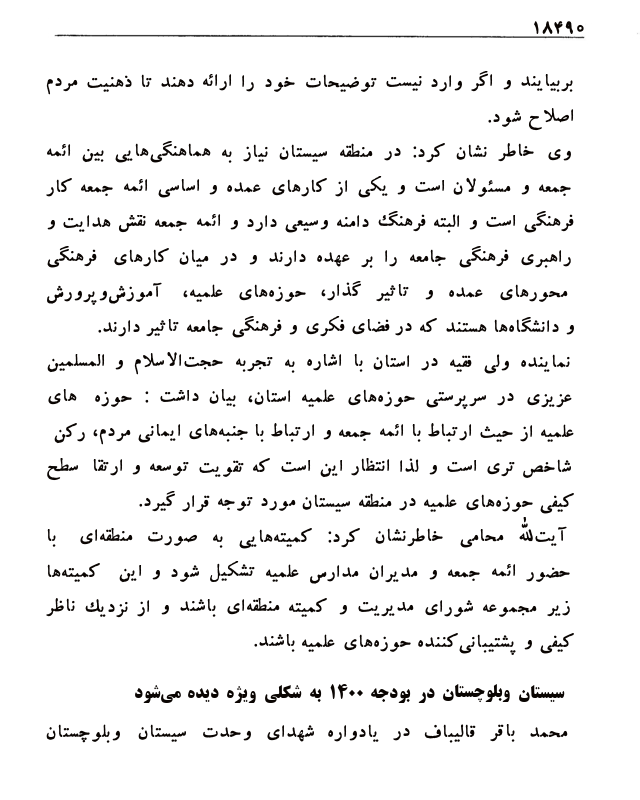 ۱۸۴۹۰
بربیایند و اگر وارد نیست توضیحات خود را ارائه دهند تا ذهنیت مردم
اصلاح شود.
وی خاطر نشان کرد: در منطقه سیستان نیاز به هماهنگی‌هایی بین ائمه
جمعه و مسئولان است و یکی از کارهای عمده و اساسی ائمه جمعه کار
فرهنگی است و البته فرهنگ دامنه وسیعی دارد و ائمه جمعه نقش هدایت و
راهبری فرهنگی جامعه را بر عهده دارند و در میان کارهای فرهنگی
محورهای عمده و تاثیر گذار، حوزه‌های علمیه، آموزش‌وپرورش
و دانشگاه‌ها هستند که در فضای فکری و فرهنگی جامعه تاثیر دارند.
نماینده ولی فقیه در استان با اشاره به تجربه حجت‌الاسلام و المسلمین
عزیزی در سرپرستی حوزه‌های علمیه استان، بیان داشت : حوزه های
علمیه از حیث ارتباط با ائمه جمعه و ارتباط با جنبه‌های ایمانی مردم، رکن
شاخص تری است و لذا انتظار این است که تقویت توسعه و ارتقا سطح
کیفی حوزه‌های علمیه در منطقه سیستان مورد توجه قرار گیرد.
آیت‌الله محامی خاطرنشان کرد: کمیته‌هایی به صورت منطقه‌ای با
حضور ائمه جمعه و مدیران مدارس علمیه تشکیل شود و این کمیته‌ها
زیر مجموعه شورای مدیریت و کمیته منطقه‌ای باشند و از نزدیك ناظر
کیفی و پشتیبانی‌کننده حوزه‌های علمیه باشند.
سیستان وبلوچستان در بودجه ۱۴۰۰ به شکلی ویژه دیده می‌شود
محمد باقر قالیباف در یادواره شهدای وحدت سیستان وبلوچستان